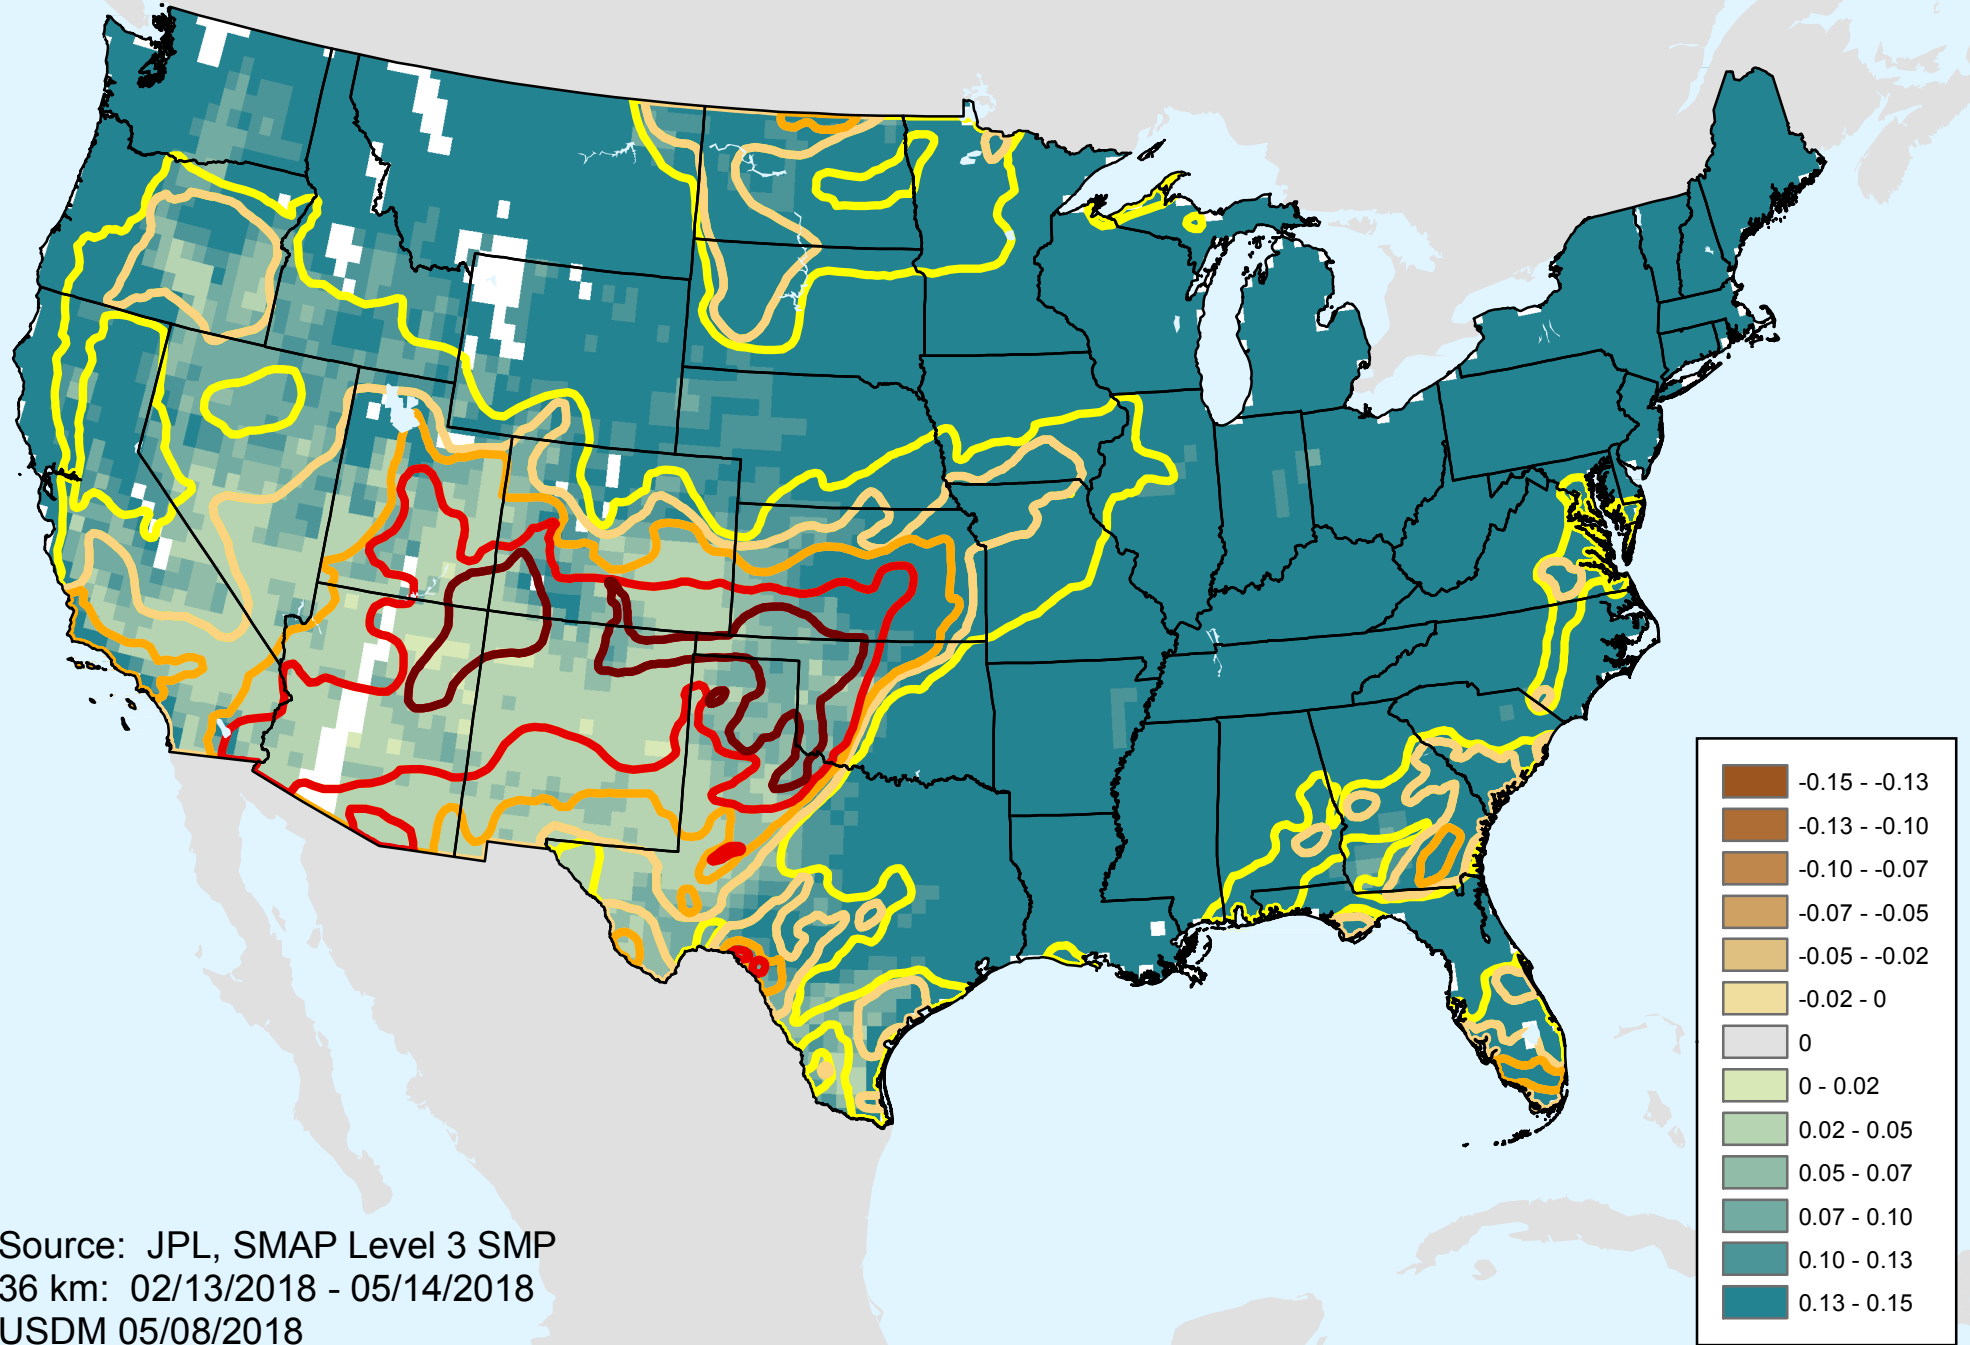 -0.15 - -0.13
-0.13 - -0.10
-0.10 - -0.07
-0.07 - -0.05
-0.05 - -0.02
-0.02 - 0
0
0 - 0.02
0.02 - 0.05
0.05 - 0.07
0.07 - 0.10
0.10 - 0.13
0.13 - 0.15
Source:  JPL, SMAP Level 3 SMP
36 km:  02/13/2018 - 05/14/2018
USDM 05/08/2018